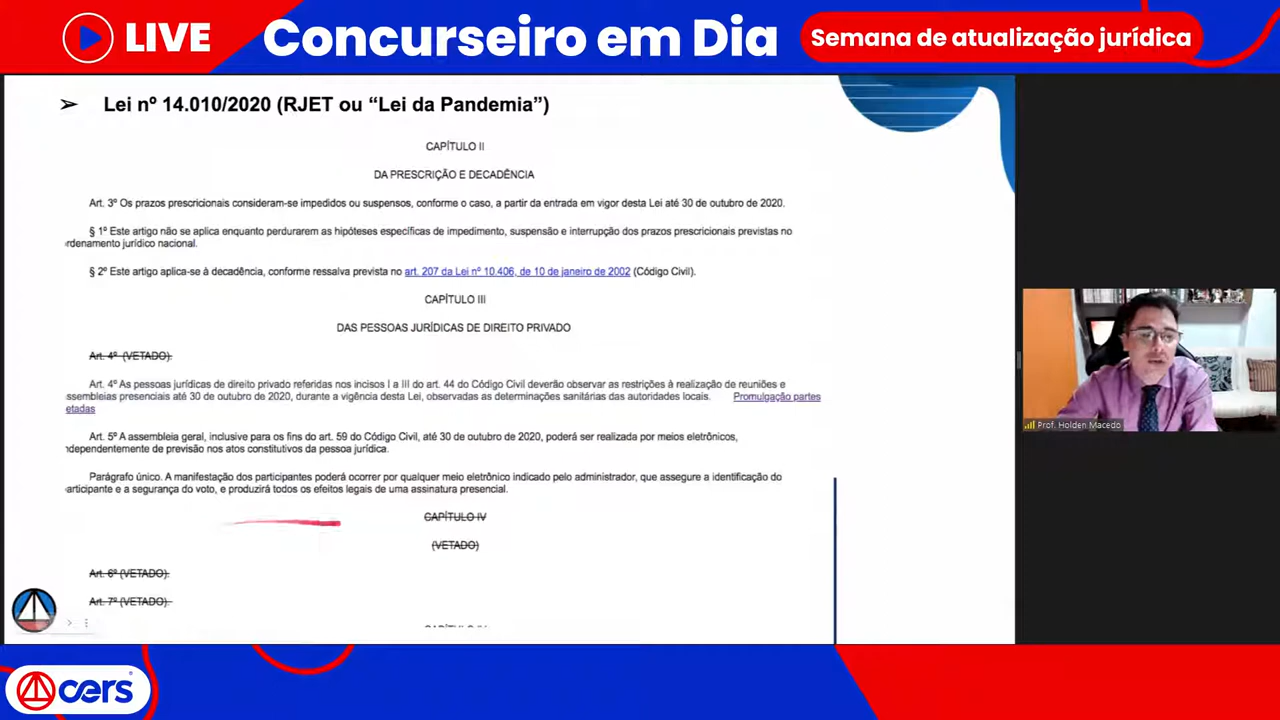 LIVE
Concurseiro em Dia
Semana de atualização jurídica
➢ Lei nº 14.010/2020 (RJET ou “Lei da Pandemia”)
CAPÍTULO II
DA PRESCRIÇÃO E DECADÊNCIA
Art. 3º Os prazos prescricionais consideram-se impedidos ou suspensos, conforme o caso, a partir da entrada em vigor desta Lei até 30 de outubro de 2020.
§ 1º Este artigo não se aplica enquanto perdurarem as hipóteses específicas de impedimento, suspensão e interrupção dos prazos prescricionais previstas no
rdenamento jurídico nacional.
§ 2º Este artigo aplica-se à decadência, conforme ressalva prevista no art. 207 da Lei nº 10.406, de 10 de janeiro de 2002 (Código Civil).
CAPÍTULO III
DAS PESSOAS JURÍDICAS DE DIREITO PRIVADO
Art. 4º (VETADO).
Art. 4º As pessoas jurídicas de direito privado referidas nos incisos I a III do art. 44 do Código Civil deverão observar as restrições à realização de reuniões e
ssembleias presenciais até 30 de outubro de 2020, durante a vigência desta Lei, observadas as determinações sanitárias das autoridades locais. Promulgação partes
etadas
Art. 5º A assembleia geral, inclusive para os fins do art. 59 do Código Civil, até 30 de outubro de 2020, poderá ser realizada por meios eletrônicos,
ndependentemente de previsão nos atos constitutivos da pessoa jurídica.
Parágrafo único. A manifestação dos participantes poderá ocorrer por qualquer meio eletrônico indicado pelo administrador, que assegure a identificação do
articipante e a segurança do voto, e produzirá todos os efeitos legais de uma assinatura presencial.
CAPÍTULO IV
(VETADO)
Art. 6º (VETADO).
Art. 7º (VETADO).
Prof. Holden Macedo
cers